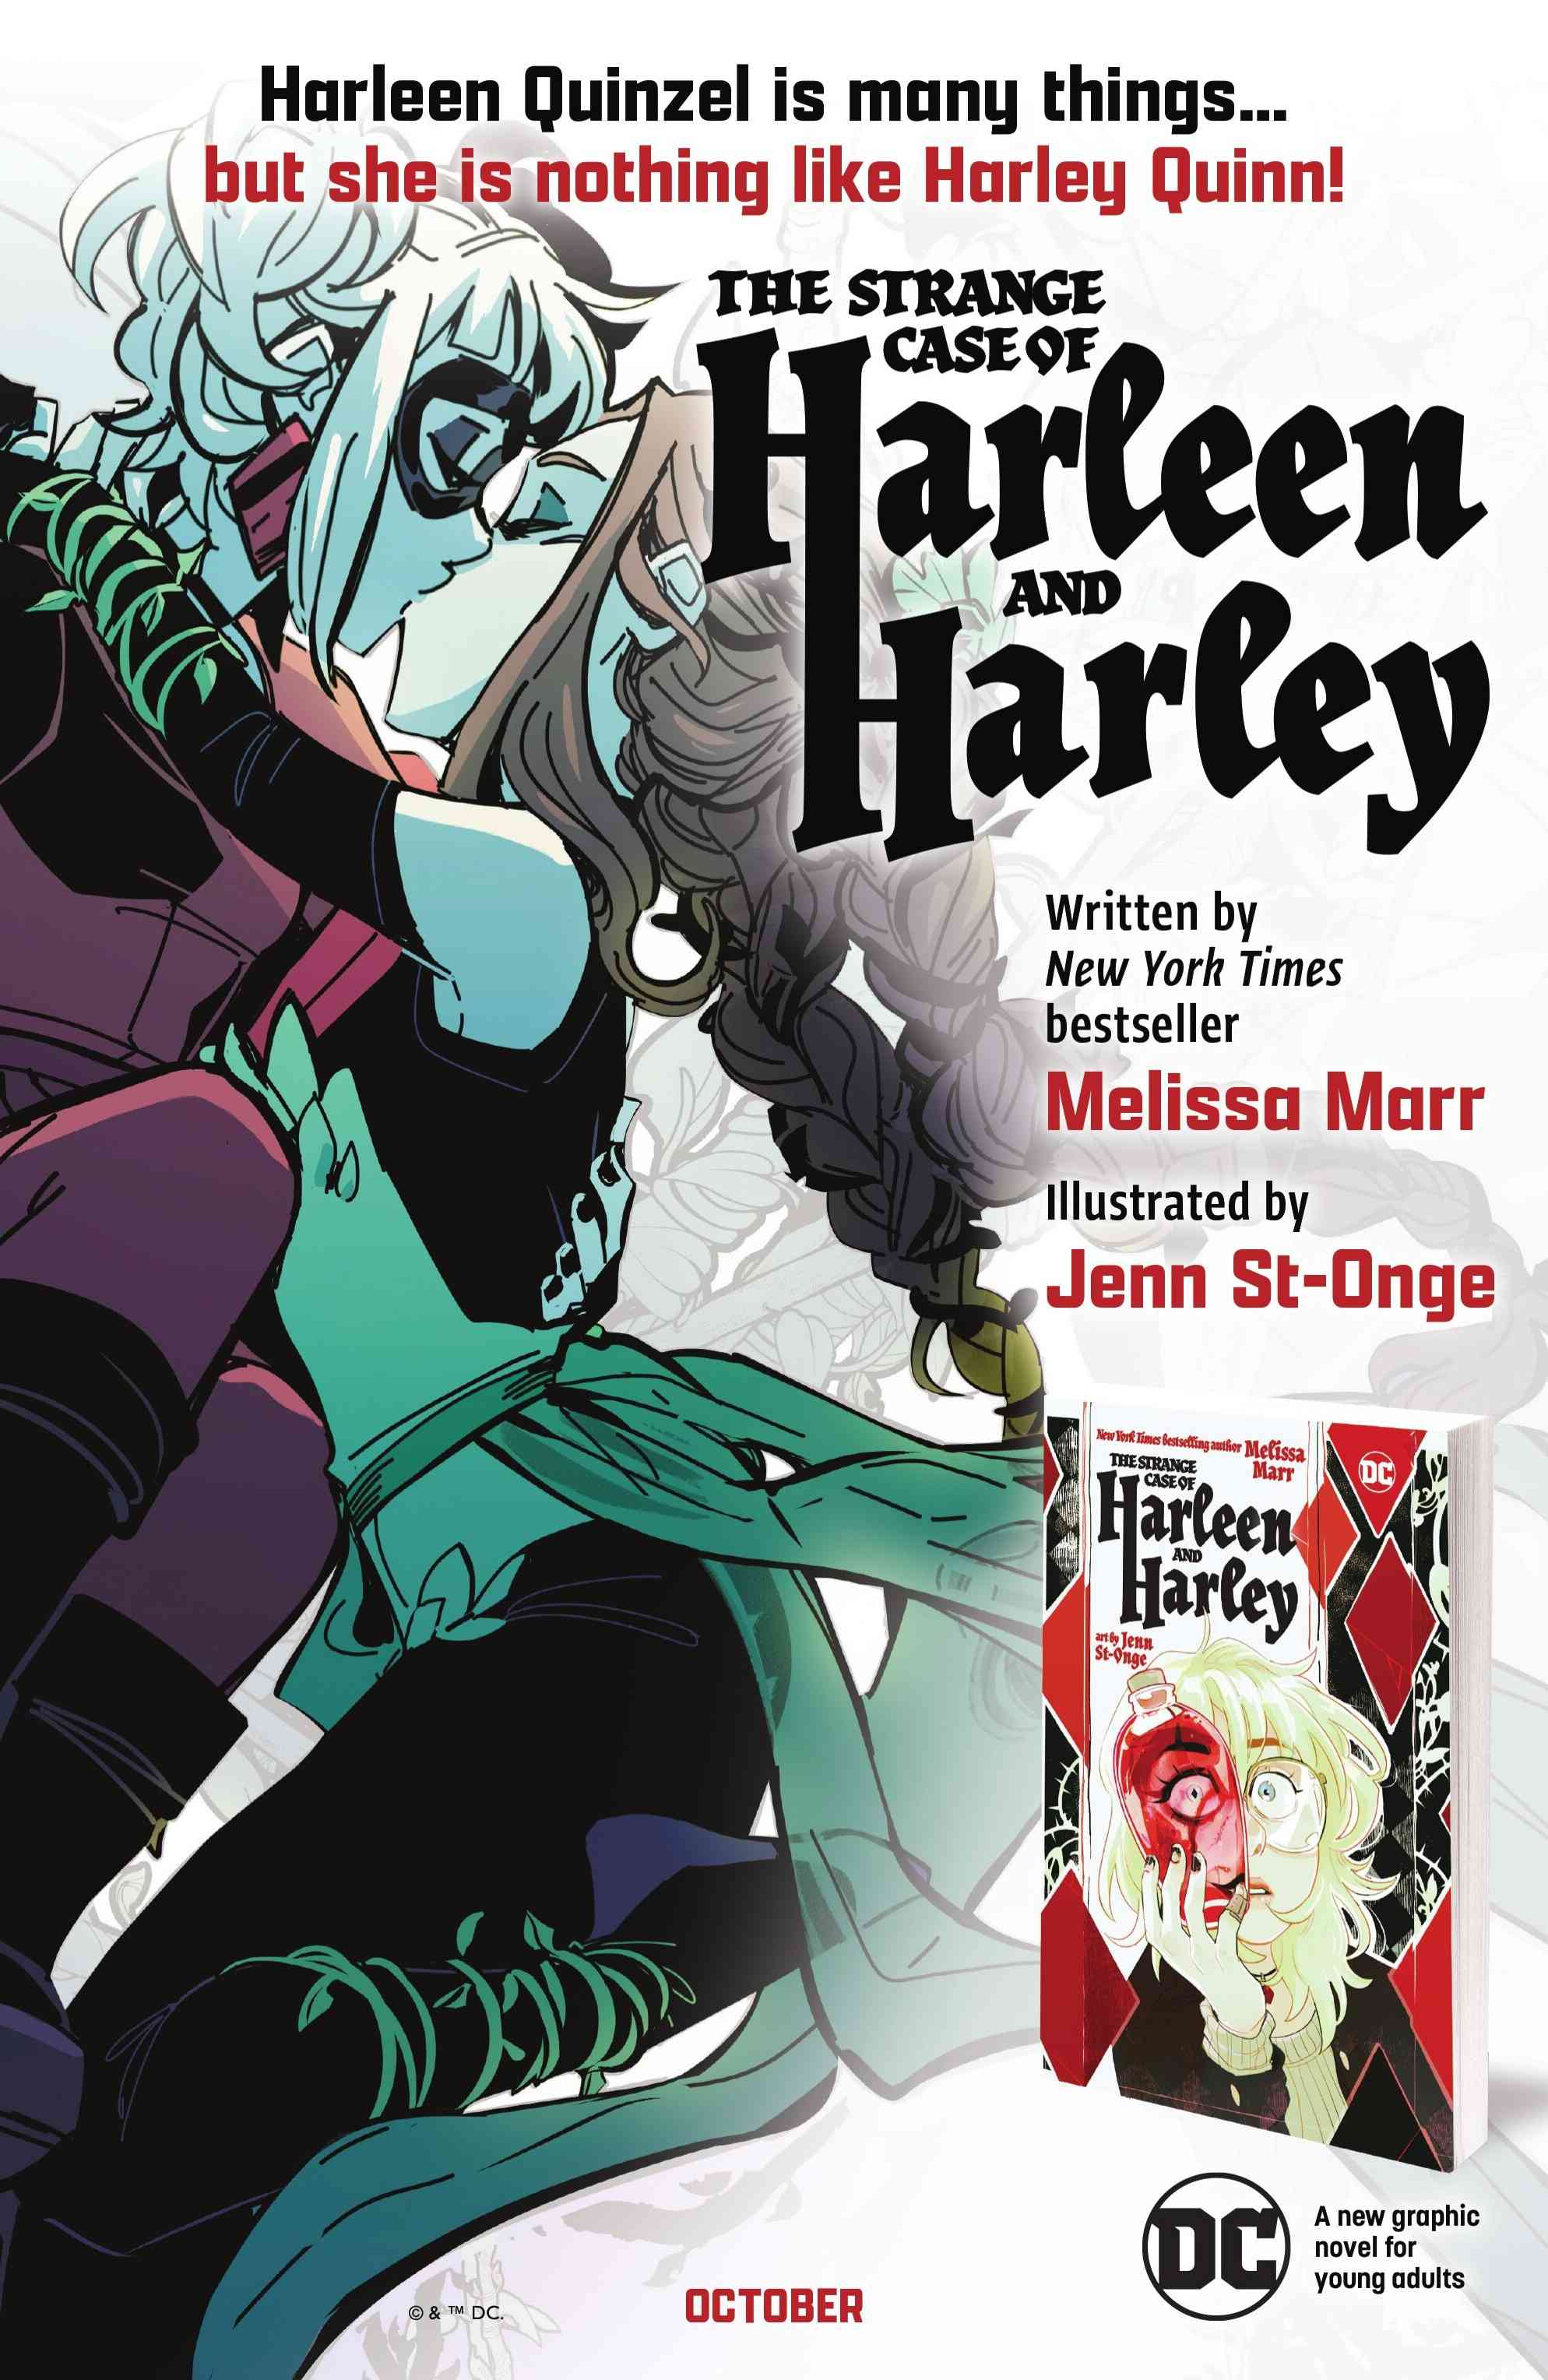 Harleen Quinzel is many things...
but she is nothing like Harley Quinn!
THE STRANGE
CASE OF
Harleen
AND
Harley
Written by
New York Times
bestseller
Melissa Marr
Illustrated by
Jenn St-Onge
New York Times bestselling author Melissa
Marr
THE STRANGE
CASE OF
Harleen
AND
Harley
art by Jenn
St-Onge
DC
DC
A new graphic
novel for
young adults
OCTOBER
© & ™ DC.